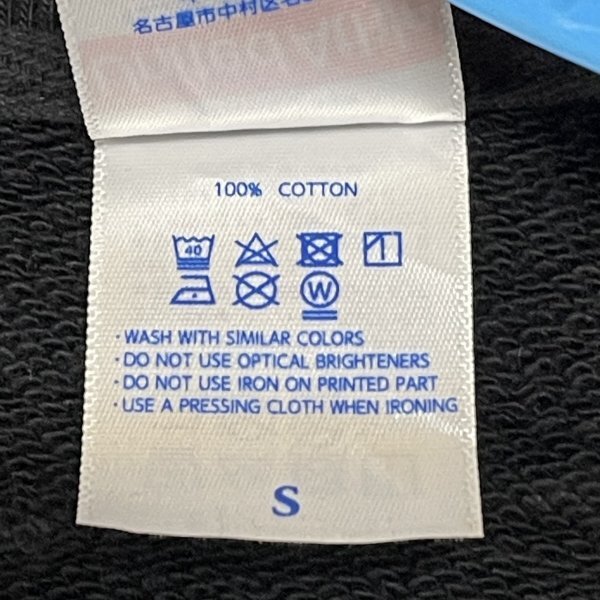 名古屋市中村区名
100% COTTON
40
W
・WASH WITH SIMILAR COLORS
・DO NOT USE OPTICAL BRIGHTENERS
・DO NOT USE IRON ON PRINTED PART
・USE A PRESSING CLOTH WHEN IRONING
S